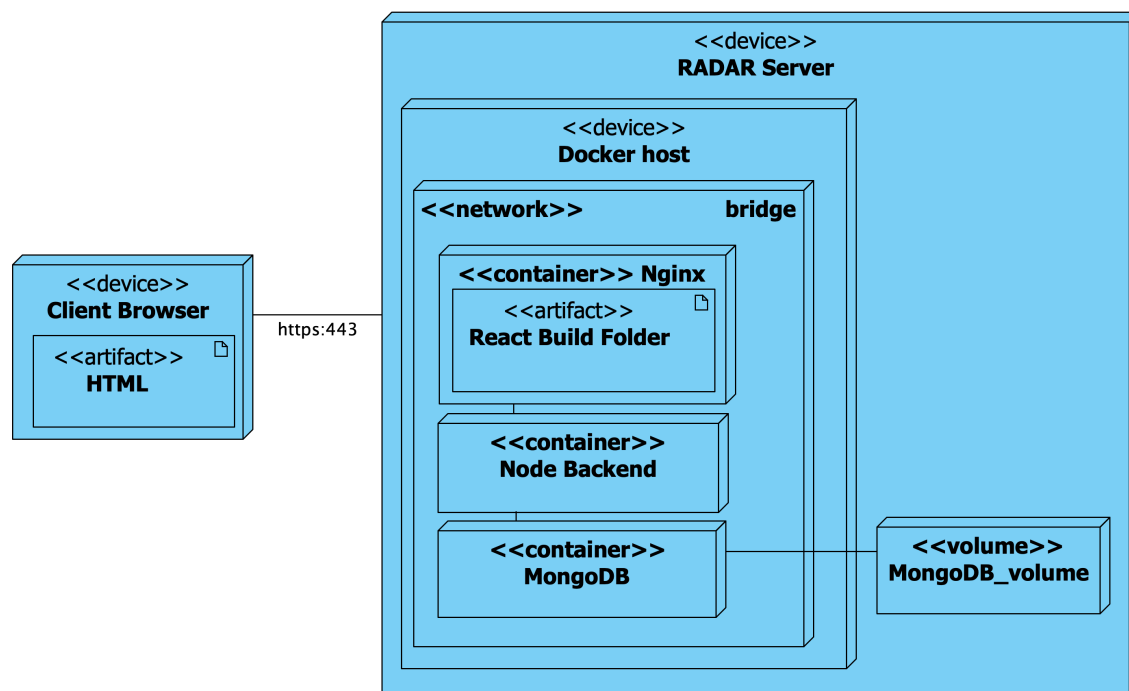 <<device>>
RADAR Server
<<device>>
Docker host
<<network>> bridge
<<container>> Nginx
<<artifact>>
React Build Folder
<<device>>
Client Browser
<<artifact>>
HTML
https:443
<<container>>
Node Backend
<<container>>
MongoDB
<<volume>>
MongoDB_volume